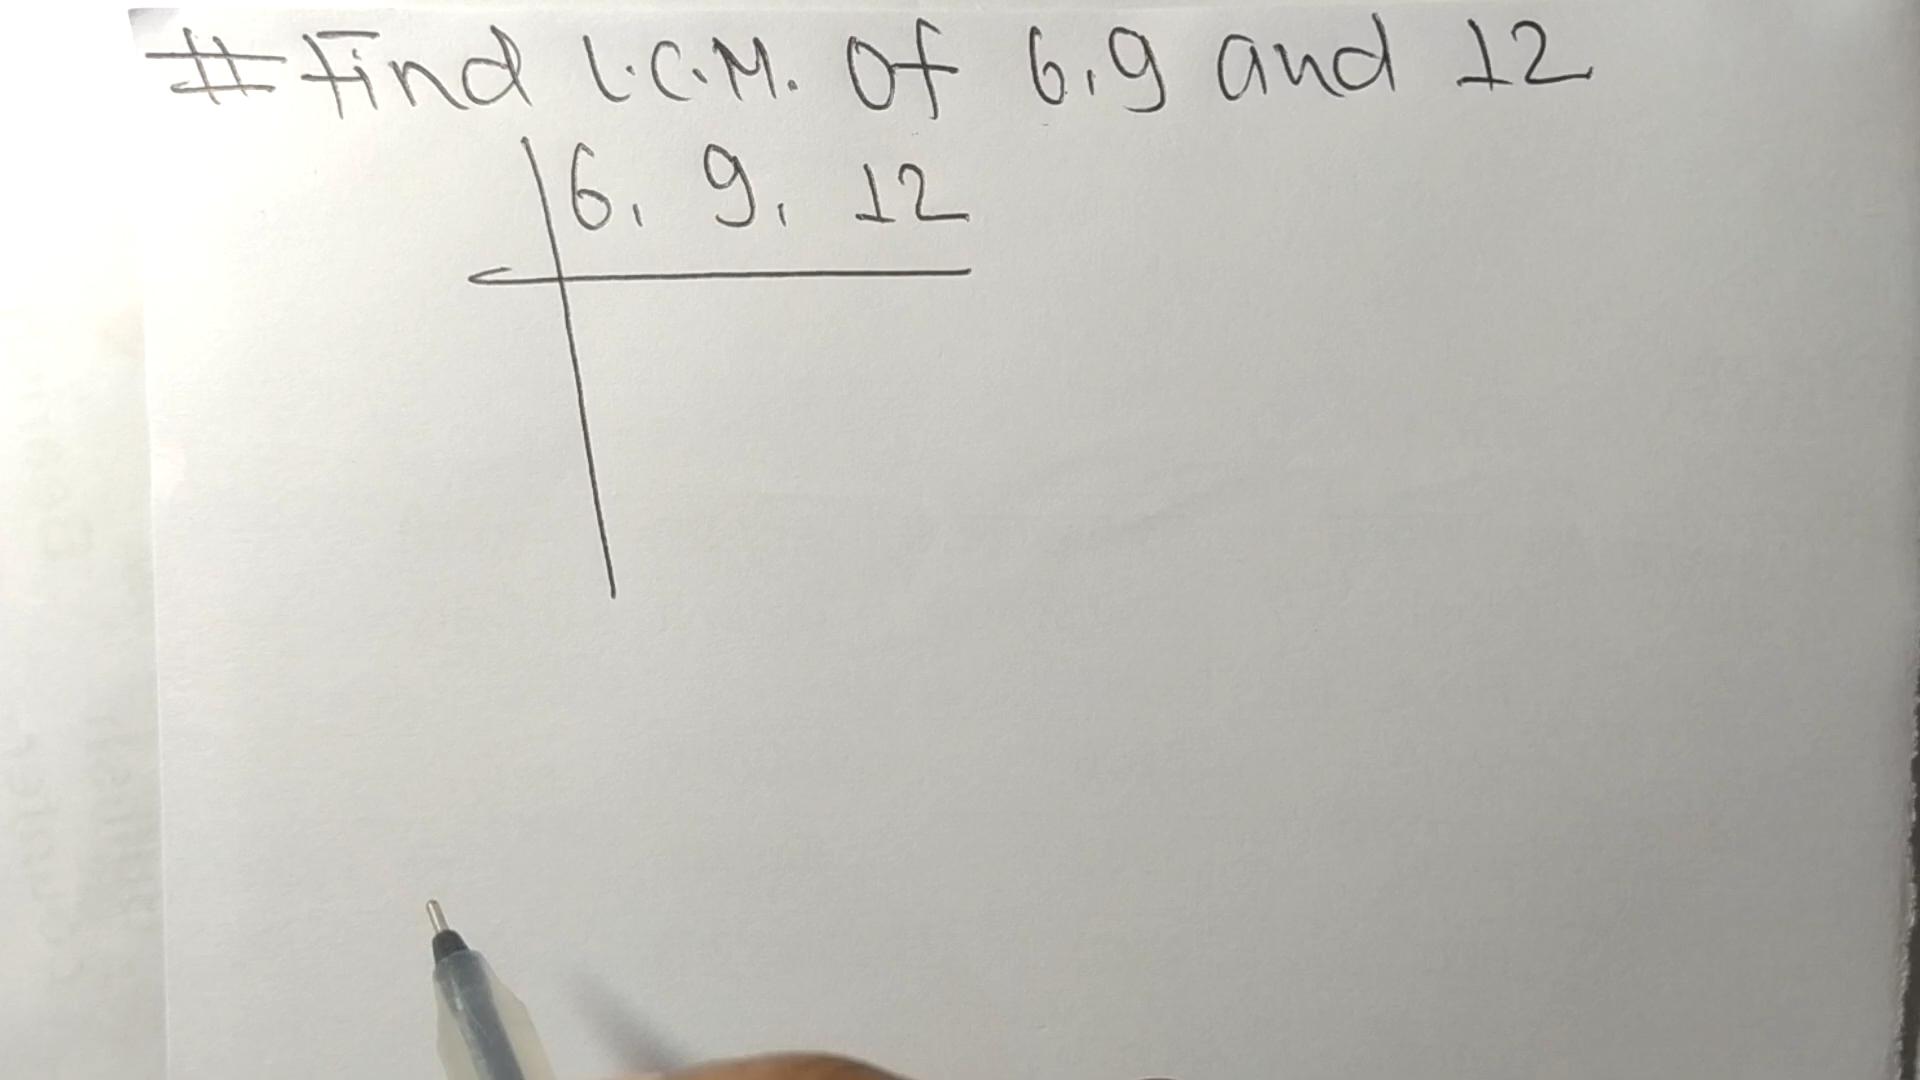 # Find L.C.M. of 6, 9 and 12
6, 9, 12